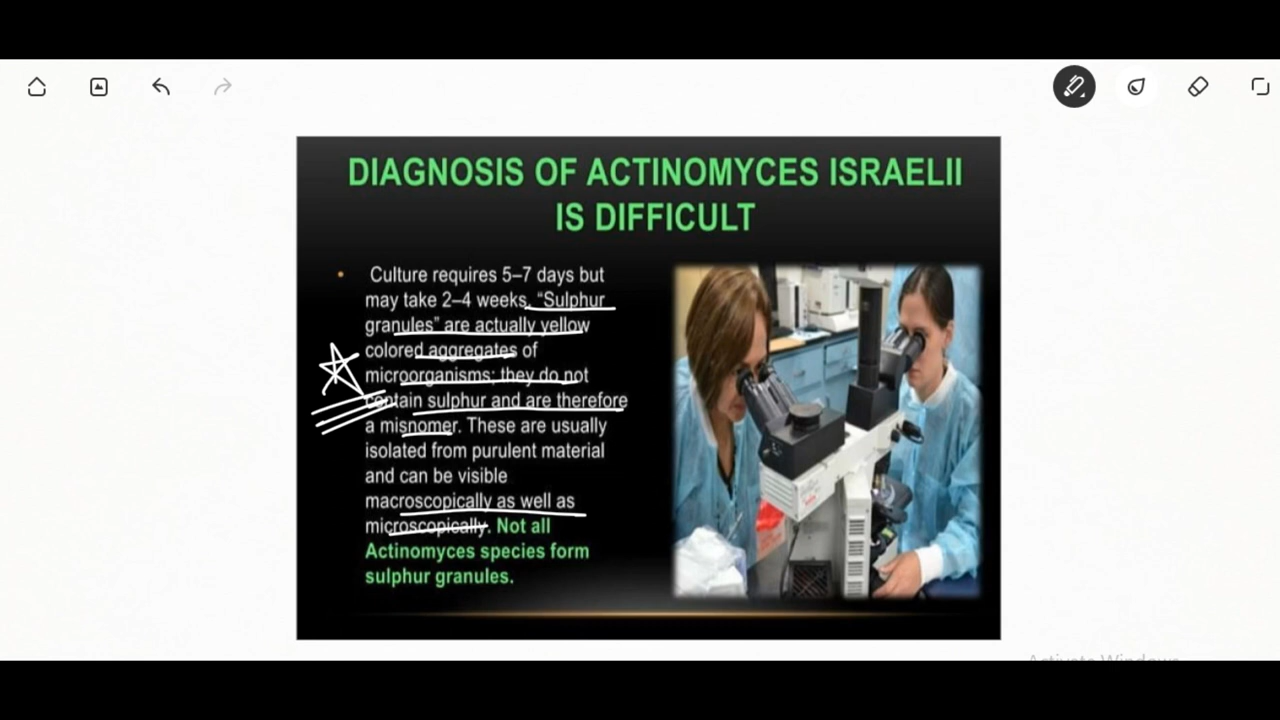 DIAGNOSIS OF ACTINOMYCES ISRAELII
IS DIFFICULT
• Culture requires 5–7 days but
may take 2–4 weeks. “Sulphur
granules” are actually yellow
colored aggregates of
microorganisms; they do not
contain sulphur and are therefore
a misnomer. These are usually
isolated from purulent material
and can be visible
macroscopically as well as
microscopically. Not all
Actinomyces species form
sulphur granules.